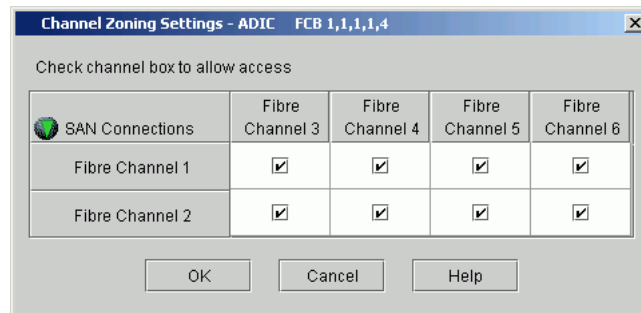 Channel Zoning Settings - ADIC FCB 1,1,1,4
Check channel box to allow access
SAN Connections
Fibre Channel 3
Fibre Channel 4
Fibre Channel 5
Fibre Channel 6
Fibre Channel 1
Fibre Channel 2
OK
Cancel
Help